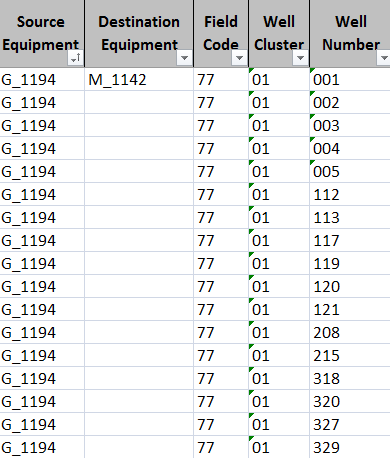 Source Destination Field Well Well
Equipment Equipment Code Cluster Number
G_1194 M_1142 77 01 001
G_1194 77 01 002
G_1194 77 01 003
G_1194 77 01 004
G_1194 77 01 005
G_1194 77 01 112
G_1194 77 01 113
G_1194 77 01 117
G_1194 77 01 119
G_1194 77 01 120
G_1194 77 01 121
G_1194 77 01 208
G_1194 77 01 215
G_1194 77 01 318
G_1194 77 01 320
G_1194 77 01 327
G_1194 77 01 329